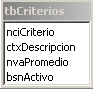 tbCriterios
nciCriterio
ctxDescripcion
nvaPromedio
bsnActivo